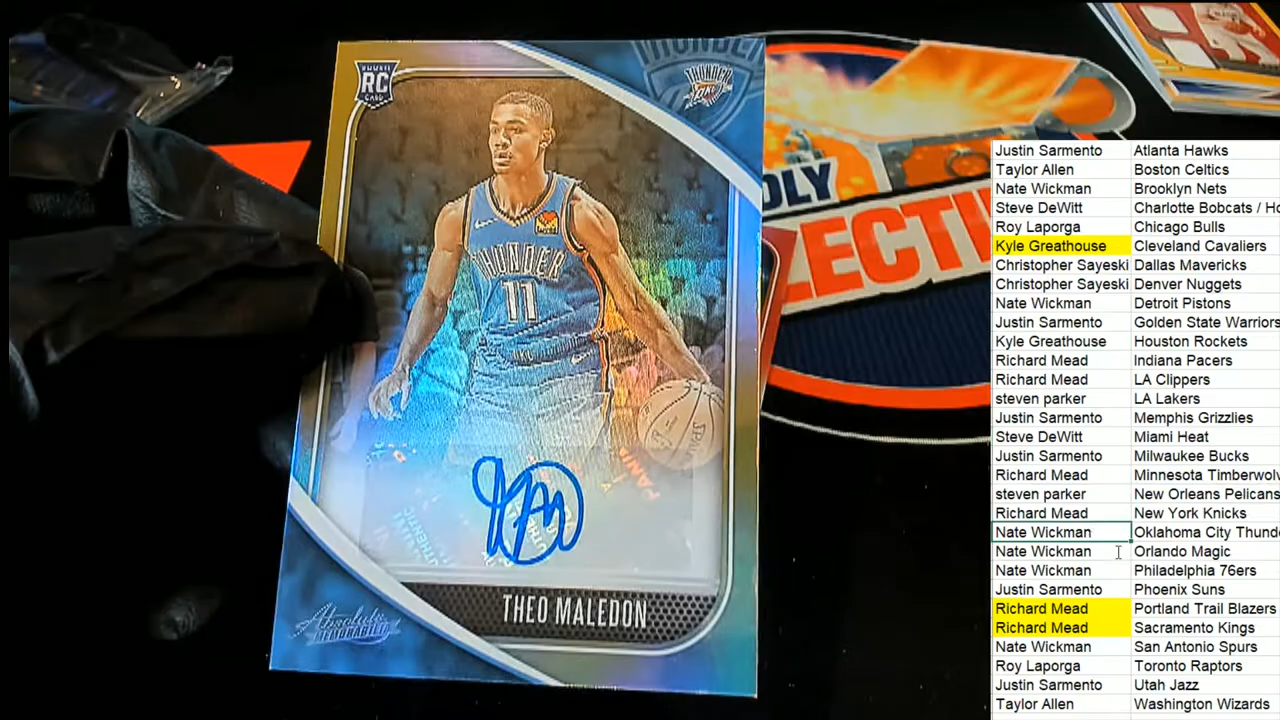 RC
THUNDER
OKC
THUNDER
11
THEO MALEDON
Absolute
MEMORABILIA
Justin Sarmento Atlanta Hawks
Taylor Allen Boston Celtics
Nate Wickman Brooklyn Nets
Steve DeWitt Charlotte Bobcats / Ho
Roy Laporga Chicago Bulls
Kyle Greathouse Cleveland Cavaliers
Christopher Sayeski Dallas Mavericks
Christopher Sayeski Denver Nuggets
Nate Wickman Detroit Pistons
Justin Sarmento Golden State Warriors
Kyle Greathouse Houston Rockets
Richard Mead Indiana Pacers
Richard Mead LA Clippers
steven parker LA Lakers
Justin Sarmento Memphis Grizzlies
Steve DeWitt Miami Heat
Justin Sarmento Milwaukee Bucks
Richard Mead Minnesota Timberwolv
steven parker New Orleans Pelicans
Richard Mead New York Knicks
Nate Wickman Oklahoma City Thunde
Nate Wickman Orlando Magic
Nate Wickman Philadelphia 76ers
Justin Sarmento Phoenix Suns
Richard Mead Portland Trail Blazers
Richard Mead Sacramento Kings
Nate Wickman San Antonio Spurs
Roy Laporga Toronto Raptors
Justin Sarmento Utah Jazz
Taylor Allen Washington Wizards